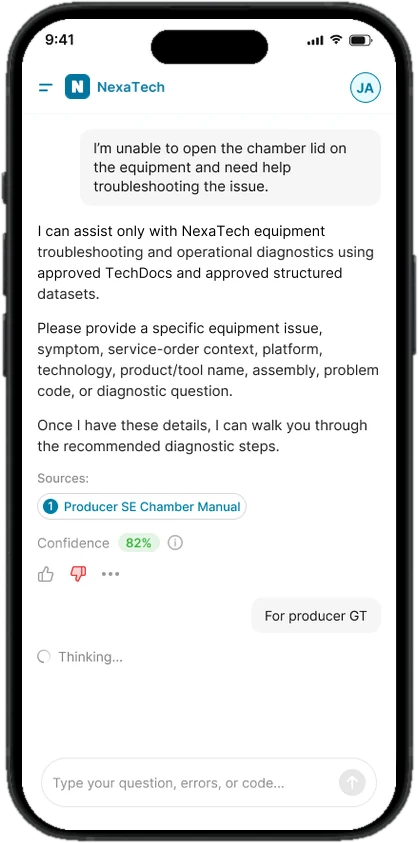 9:41
N NexaTech
JA
I'm unable to open the chamber lid on
the equipment and need help
troubleshooting the issue.
I can assist only with NexaTech equipment
troubleshooting and operational diagnostics using
approved TechDocs and approved structured
datasets.
Please provide a specific equipment issue,
symptom, service-order context, platform,
technology, product/tool name, assembly, problem
code, or diagnostic question.
Once I have these details, I can walk you through
the recommended diagnostic steps.
Sources:
1 Producer SE Chamber Manual
Confidence 82%
For producer GT
Thinking...
Type your question, errors, or code...